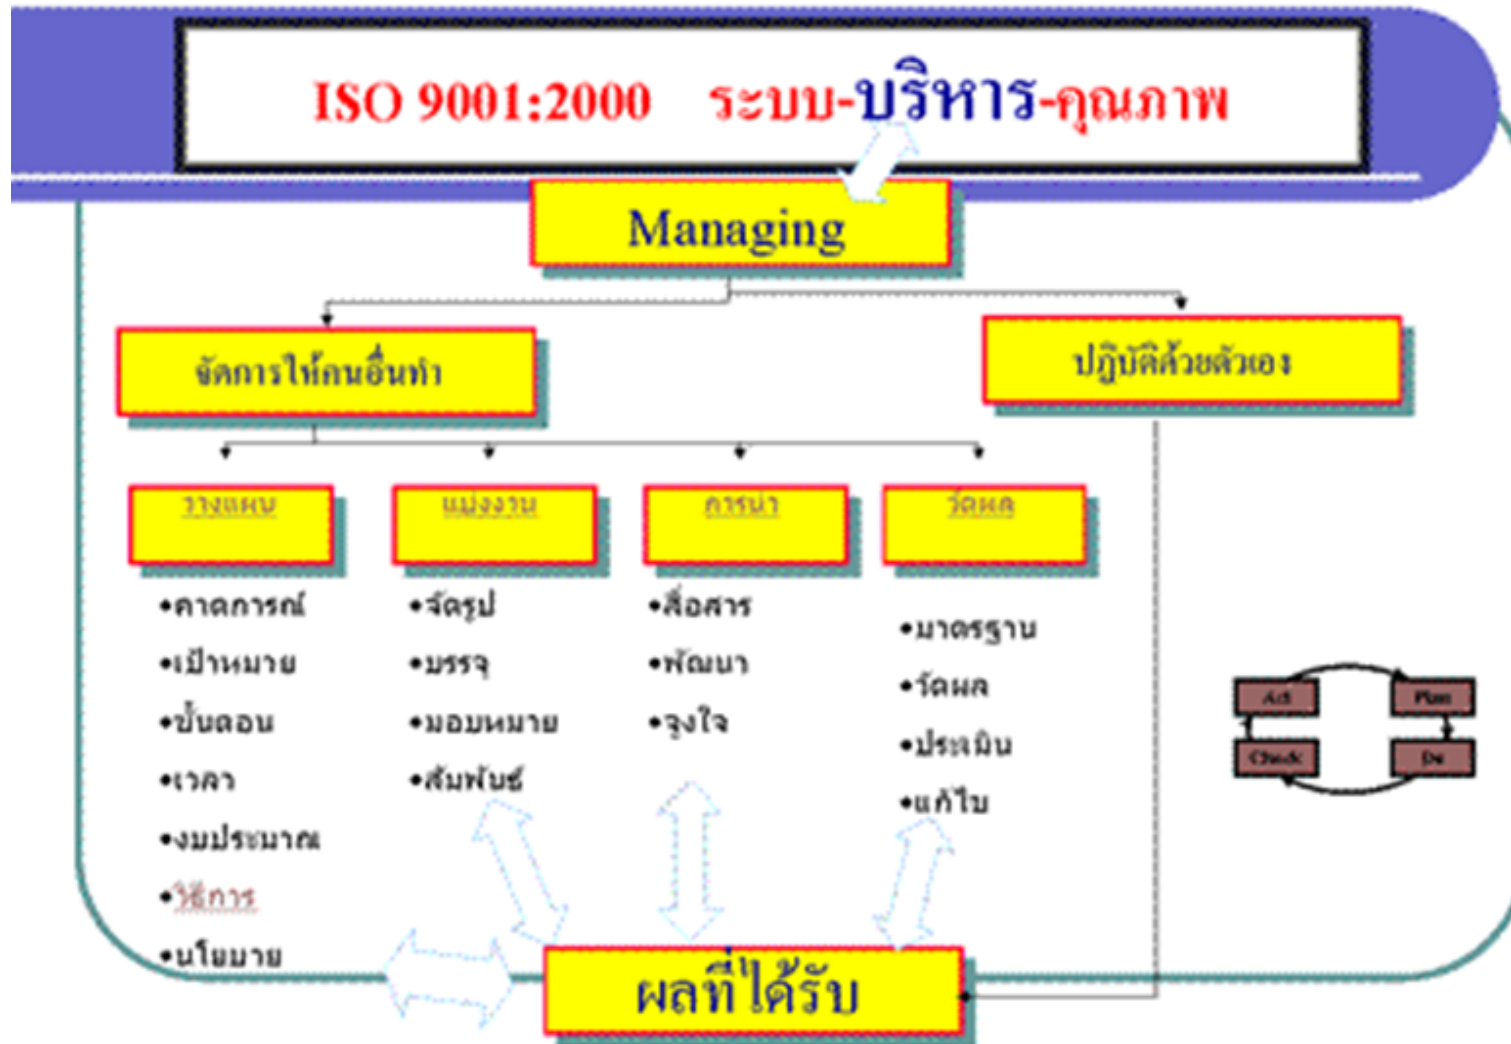 ISO 9001:2000 ระบบ-บริหาร-คุณภาพ
Managing
จัดการให้คนอื่นทำ
ปฏิบัติด้วยตัวเอง
วางแผน
แบ่งงาน
การนำ
วัดผล
•คาดการณ์
•เป้าหมาย
•ขั้นตอน
•เวลา
•งบประมาณ
•วิธีการ
•นโยบาย
•จัดรูป
•บรรจุ
•มอบหมาย
•สัมพันธ์
•สื่อสาร
•พัฒนา
•จูงใจ
•มาตรฐาน
•วัดผล
•ประเมิน
•แก้ไข
Act
Plan
Check
Do
ผลที่ได้รับ